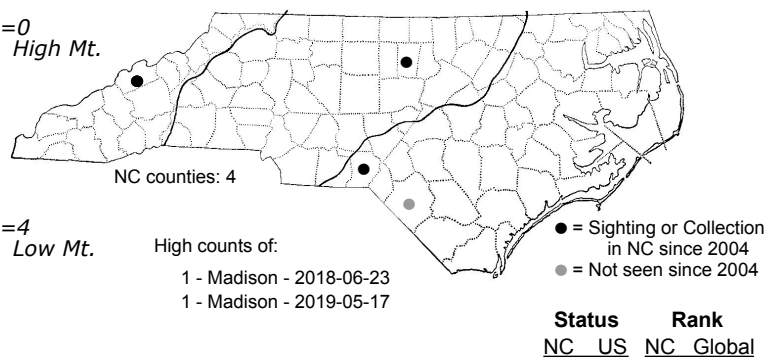 =0
High Mt.
NC counties: 4
=4
Low Mt.
High counts of:
1 - Madison - 2018-06-23
1 - Madison - 2019-05-17
● = Sighting or Collection
in NC since 2004
● = Not seen since 2004
Status Rank
NC US NC Global